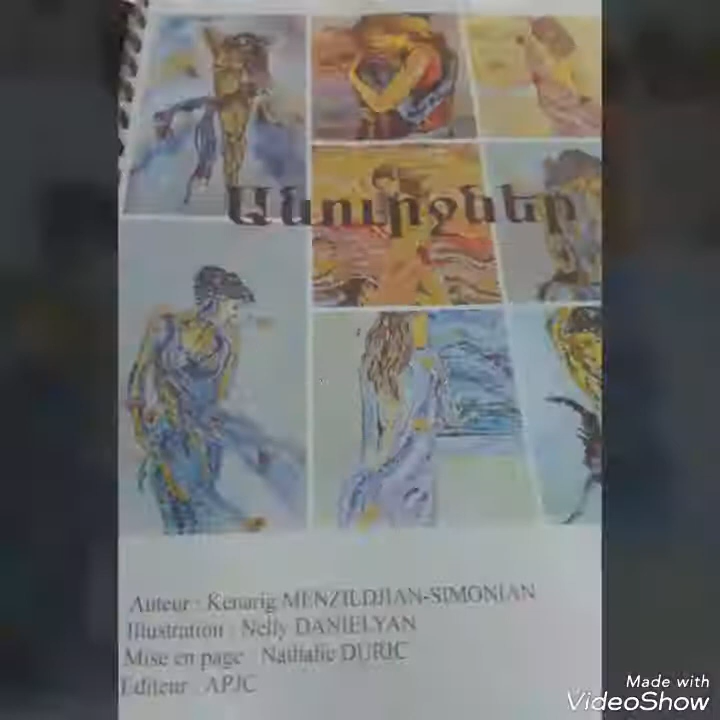 Անուրջներ
Auteur : Kenarig MENZILDJIAN-SIMONIAN
Illustration : Nelly DANIELYAN
Mise en page : Nathalie DURIC
Editeur : APJC
Made with
VideoShow